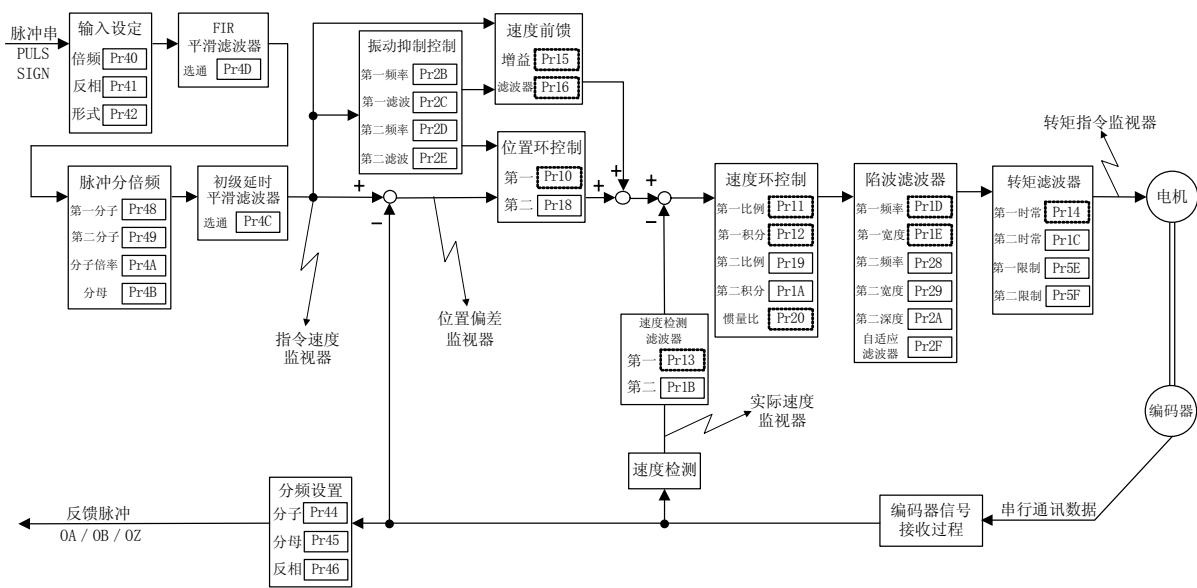 脉冲串
PULS
SIGN
输入设定
倍频 Pr40
反相 Pr41
形式 Pr42
FIR
平滑滤波器
选通 Pr4D
振动抑制控制
第一频率 Pr2B
第一滤波 Pr2C
第二频率 Pr2D
第二滤波 Pr2E
速度前馈
增益 Pr15
滤波器 Pr16
脉冲分倍频
第一分子 Pr48
第二分子 Pr49
分子倍率 Pr4A
分母 Pr4B
初级延时
平滑滤波器
选通 Pr4C
+
−
位置环控制
第一 Pr10
第二 Pr18
+
+
+
−
速度环控制
第一比例 Pr11
第一积分 Pr12
第二比例 Pr19
第二积分 Pr1A
惯量比 Pr20
陷波滤波器
第一频率 Pr1D
第一宽度 Pr1E
第二频率 Pr28
第二宽度 Pr29
第二深度 Pr2A
自适应
滤波器 Pr2F
转矩滤波器
第一时常 Pr14
第二时常 Pr1C
第一限制 Pr5E
第二限制 Pr5F
转矩指令监视器
电机
指令速度
监视器
位置偏差
监视器
速度检测
滤波器
第一 Pr13
第二 Pr1B
实际速度
监视器
速度检测
编码器
串行通讯数据
编码器信号
接收过程
分频设置
分子 Pr44
分母 Pr45
反相 Pr46
反馈脉冲
OA / OB / OZ